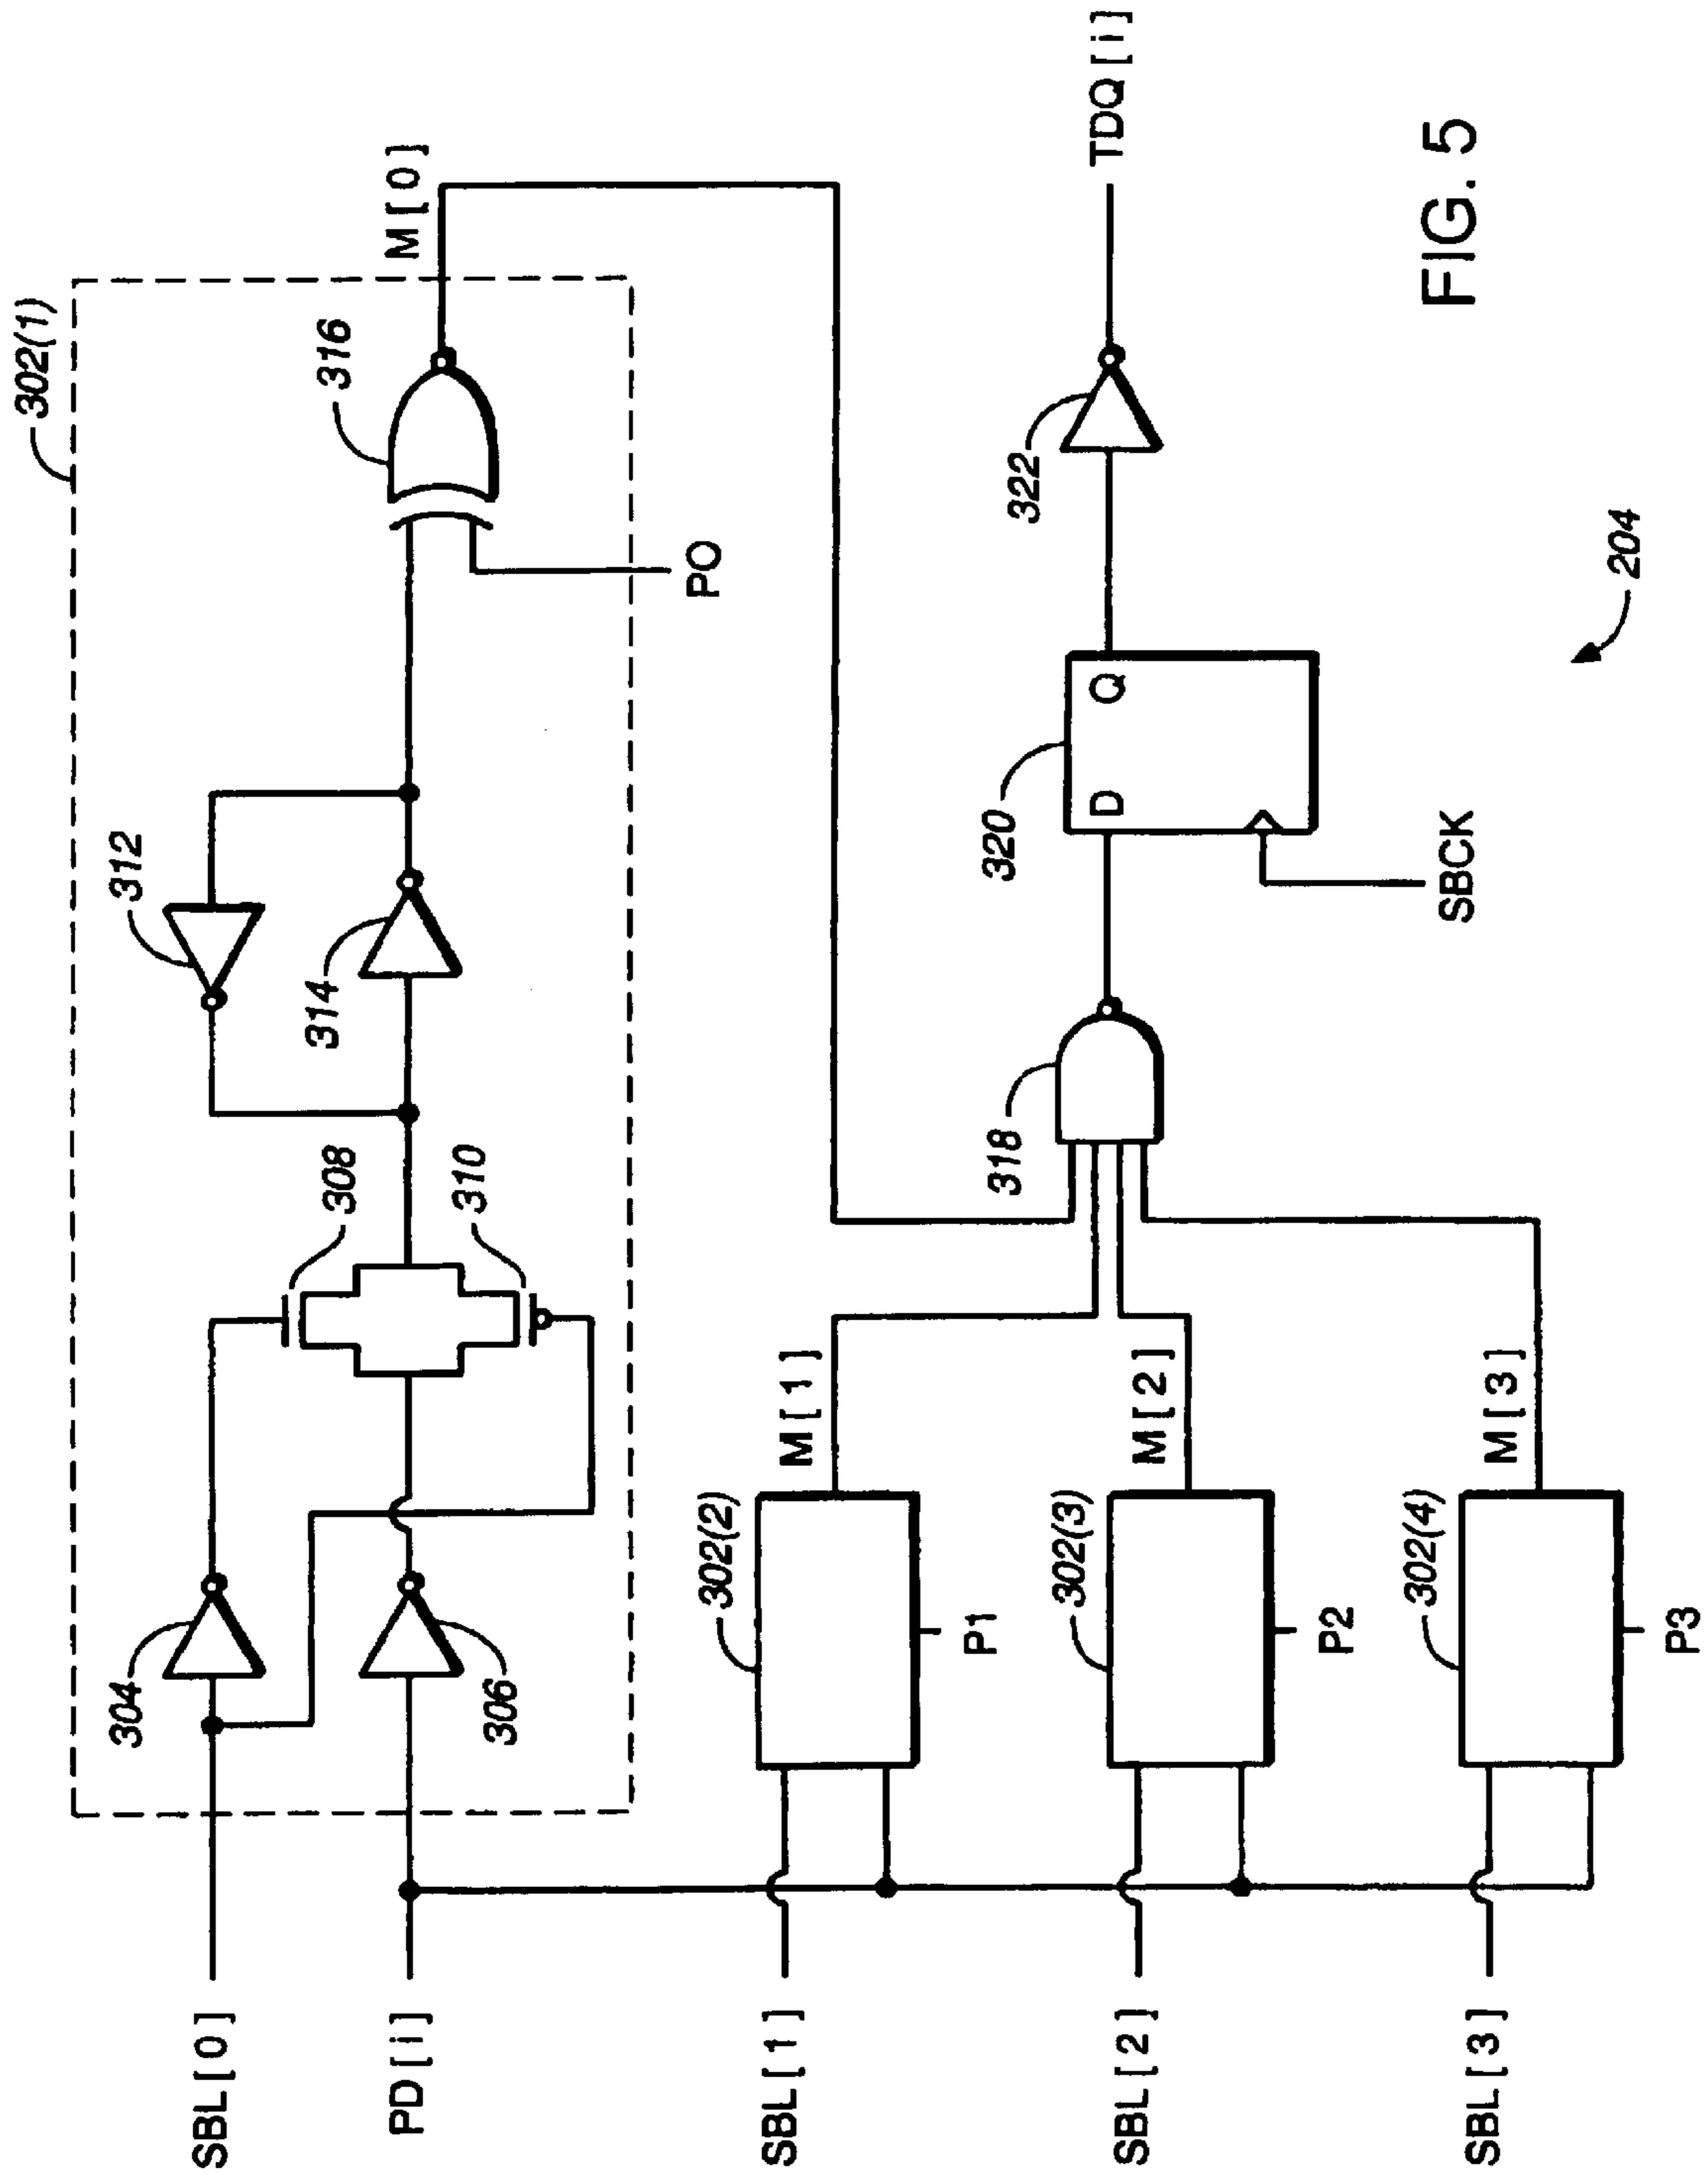 302(1)
SBL[0]
304
308
312
316
M[0]
PD[i]
306
310
314
PO
SBL[1]
302(2)
M[1]
P1
SBL[2]
302(3)
M[2]
P2
318
320
D
Q
322
TDQ[i]
SBCK
SBL[3]
302(4)
M[3]
P3
204
FIG. 5